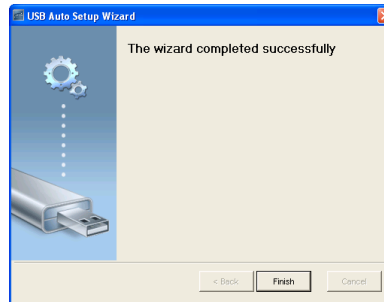 USB Auto Setup Wizard
The wizard completed successfully
< Back
Finish
Cancel